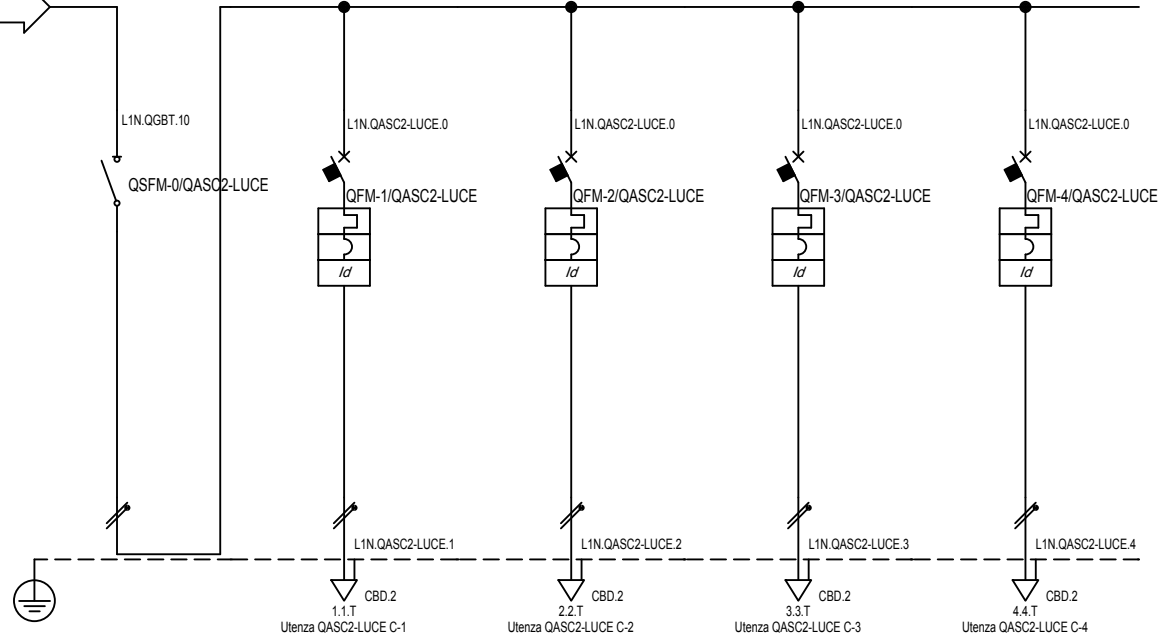 L1N.QGBT.10
L1N.QASC2-LUCE.0
L1N.QASC2-LUCE.0
L1N.QASC2-LUCE.0
L1N.QASC2-LUCE.0
QSFM-0/QASC2-LUCE
QFM-1/QASC2-LUCE
QFM-2/QASC2-LUCE
QFM-3/QASC2-LUCE
QFM-4/QASC2-LUCE
Id
Id
Id
Id
L1N.QASC2-LUCE.1
L1N.QASC2-LUCE.2
L1N.QASC2-LUCE.3
L1N.QASC2-LUCE.4
CBD.2
CBD.2
CBD.2
CBD.2
1.1.T
2.2.T
3.3.T
4.4.T
Utenza QASC2-LUCE C-1
Utenza QASC2-LUCE C-2
Utenza QASC2-LUCE C-3
Utenza QASC2-LUCE C-4